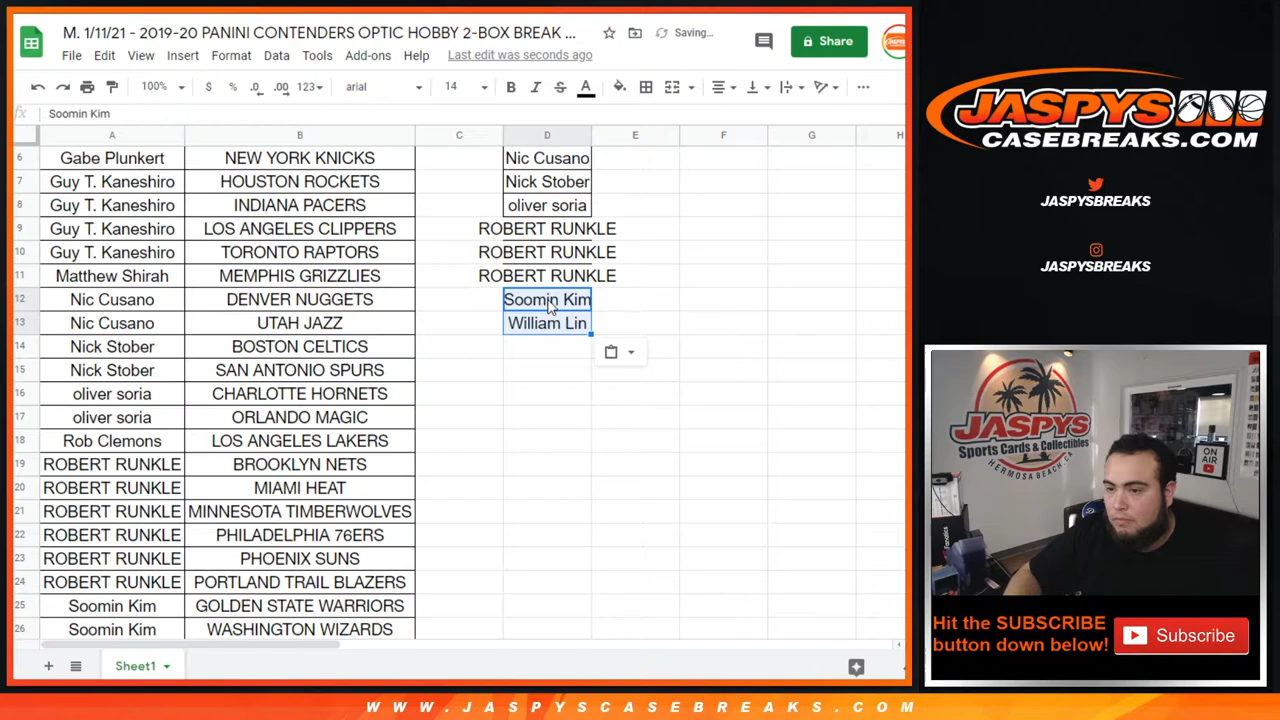 M. 1/11/21 - 2019-20 PANINI CONTENDERS OPTIC HOBBY 2-BOX BREAK ...
Saving...
Share
File Edit View Insert Format Data Tools Add-ons Help Last edit was seconds ago
100% $ % .0 .00 123 arial 14 B I S A
fx Soomin Kim
A B C D E F G H
6 Gabe Plunkert NEW YORK KNICKS Nic Cusano
7 Guy T. Kaneshiro HOUSTON ROCKETS Nick Stober
8 Guy T. Kaneshiro INDIANA PACERS oliver soria
9 Guy T. Kaneshiro LOS ANGELES CLIPPERS ROBERT RUNKLE
10 Guy T. Kaneshiro TORONTO RAPTORS ROBERT RUNKLE
11 Matthew Shirah MEMPHIS GRIZZLIES ROBERT RUNKLE
12 Nic Cusano DENVER NUGGETS Soomin Kim
13 Nic Cusano UTAH JAZZ William Lin
14 Nick Stober BOSTON CELTICS
15 Nick Stober SAN ANTONIO SPURS
16 oliver soria CHARLOTTE HORNETS
17 oliver soria ORLANDO MAGIC
18 Rob Clemons LOS ANGELES LAKERS
19 ROBERT RUNKLE BROOKLYN NETS
20 ROBERT RUNKLE MIAMI HEAT
21 ROBERT RUNKLE MINNESOTA TIMBERWOLVES
22 ROBERT RUNKLE PHILADELPHIA 76ERS
23 ROBERT RUNKLE PHOENIX SUNS
24 ROBERT RUNKLE PORTLAND TRAIL BLAZERS
25 Soomin Kim GOLDEN STATE WARRIORS
26 Soomin Kim WASHINGTON WIZARDS
Sheet1
JASPYS
CASEBREAKS.COM
JASPYSBREAKS
JASPYSBREAKS
JASPYS
Sports Cards & Collectibles
HERMOSA BEACH, CA
ON AIR
Hit the SUBSCRIBE
button down below!
Subscribe
WWW.JASPYSCASEBREAKS.COM